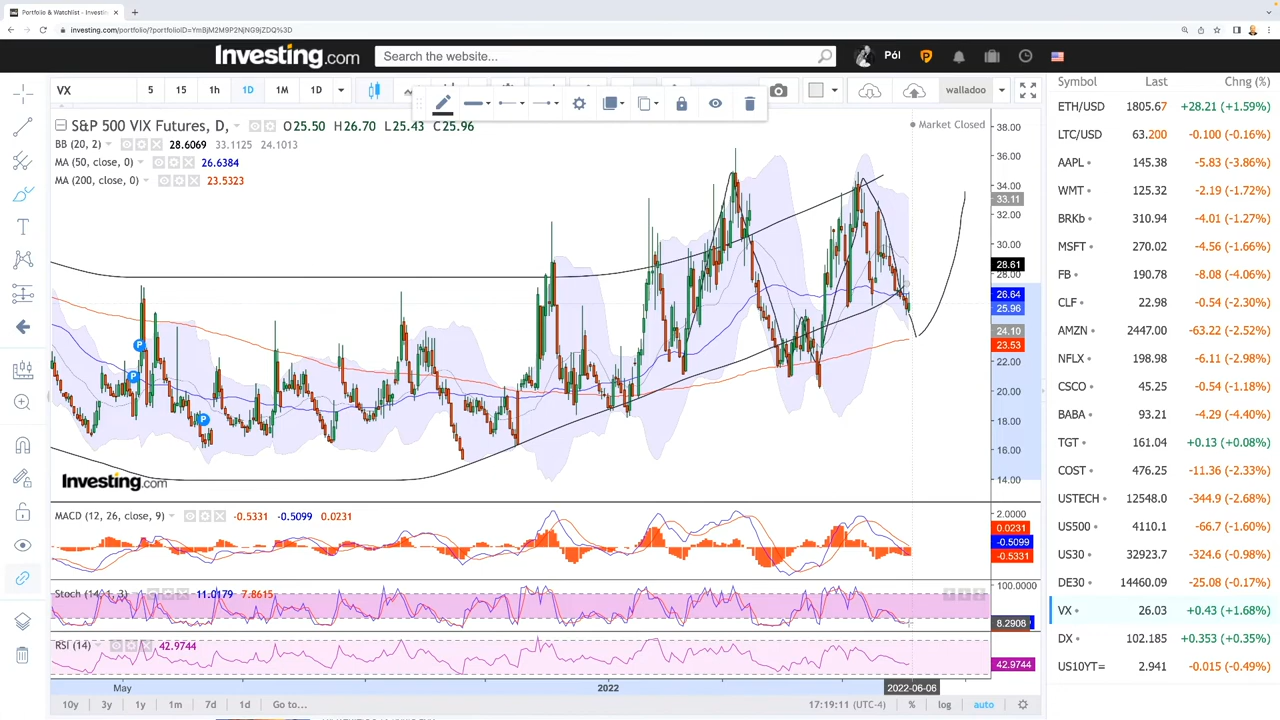 Portfolio & Watchlist - Investin
investing.com/portfolio/?portfolioID=YmBjM2M9P2NjNG9jZDQ%3D
Investing.com
Search the website...
Pól
VX 5 15 1h 1D 1M 1D
walladoo
S&P 500 VIX Futures, D, O25.50 H26.70 L25.43 C25.96
Market Closed
BB (20, 2) 28.6069 33.1125 24.1013
MA (50, close, 0) 26.6384
MA (200, close, 0) 23.5323
38.00
36.00
34.00
33.11
32.00
30.00
28.61
28.00
26.64
25.96
24.10
23.53
22.00
20.00
18.00
16.00
14.00
P
P
P
Investing.com
MACD (12, 26, close, 9) -0.5331 -0.5099 0.0231
2.0000
0.0231
-0.5099
-0.5331
Stoch (14, 1, 3) 11.0179 7.8615
100.0000
8.2908
RSI (14) 42.9744
42.9744
May 2022 2022-06-06
10y 3y 1y 1m 7d 1d Go to... 17:19:11 (UTC-4) % log auto
Symbol Last Chng (%)
ETH/USD 1805.67 +28.21 (+1.59%)
LTC/USD 63.200 -0.100 (-0.16%)
AAPL 145.38 -5.83 (-3.86%)
WMT 125.32 -2.19 (-1.72%)
BRKb 310.94 -4.01 (-1.27%)
MSFT 270.02 -4.56 (-1.66%)
FB 190.78 -8.08 (-4.06%)
CLF 22.98 -0.54 (-2.30%)
AMZN 2447.00 -63.22 (-2.52%)
NFLX 198.98 -6.11 (-2.98%)
CSCO 45.25 -0.54 (-1.18%)
BABA 93.21 -4.29 (-4.40%)
TGT 161.04 +0.13 (+0.08%)
COST 476.25 -11.36 (-2.33%)
USTECH 12548.0 -344.9 (-2.68%)
US500 4110.1 -66.7 (-1.60%)
US30 32923.7 -324.6 (-0.98%)
DE30 14460.09 -25.08 (-0.17%)
VX 26.03 +0.43 (+1.68%)
DX 102.185 +0.353 (+0.35%)
US10YT= 2.941 -0.015 (-0.49%)